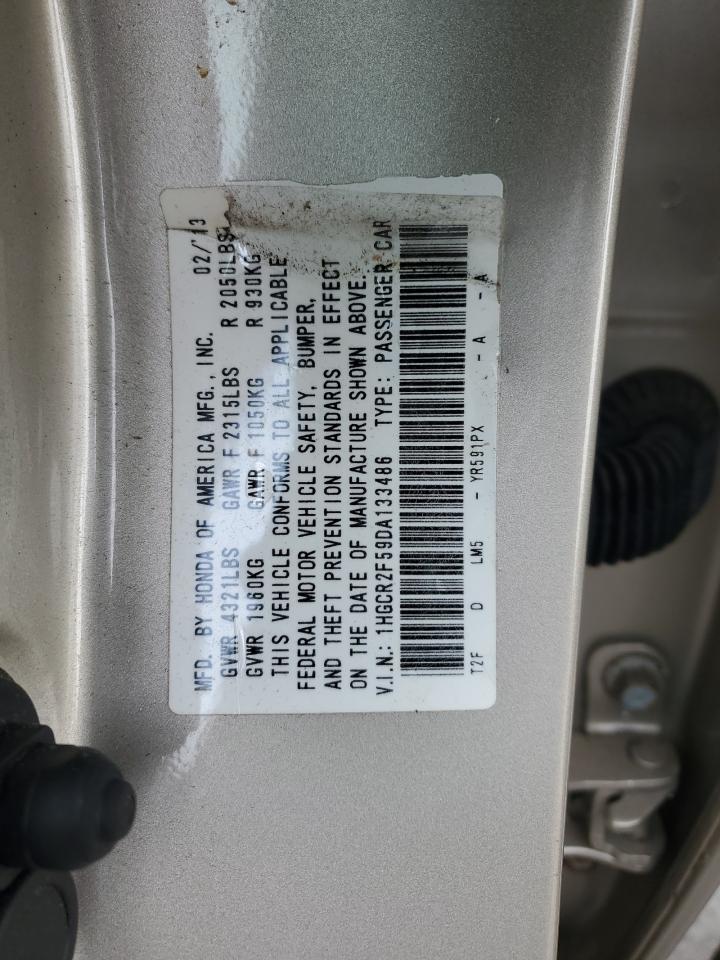 MFD. BY HONDA OF AMERICA MFG., INC. 02/'13
GVWR 4321LBS GAWR F 2315LBS R 2050LBS
GVWR 1960KG GAWR F 1050KG R 930KG
THIS VEHICLE CONFORMS TO ALL APPLICABLE
FEDERAL MOTOR VEHICLE SAFETY, BUMPER,
AND THEFT PREVENTION STANDARDS IN EFFECT
ON THE DATE OF MANUFACTURE SHOWN ABOVE.
V.I.N.: 1HGCR2F59DA133486 TYPE: PASSENGER CAR
T2F D LM5 - YR591PX - A - A